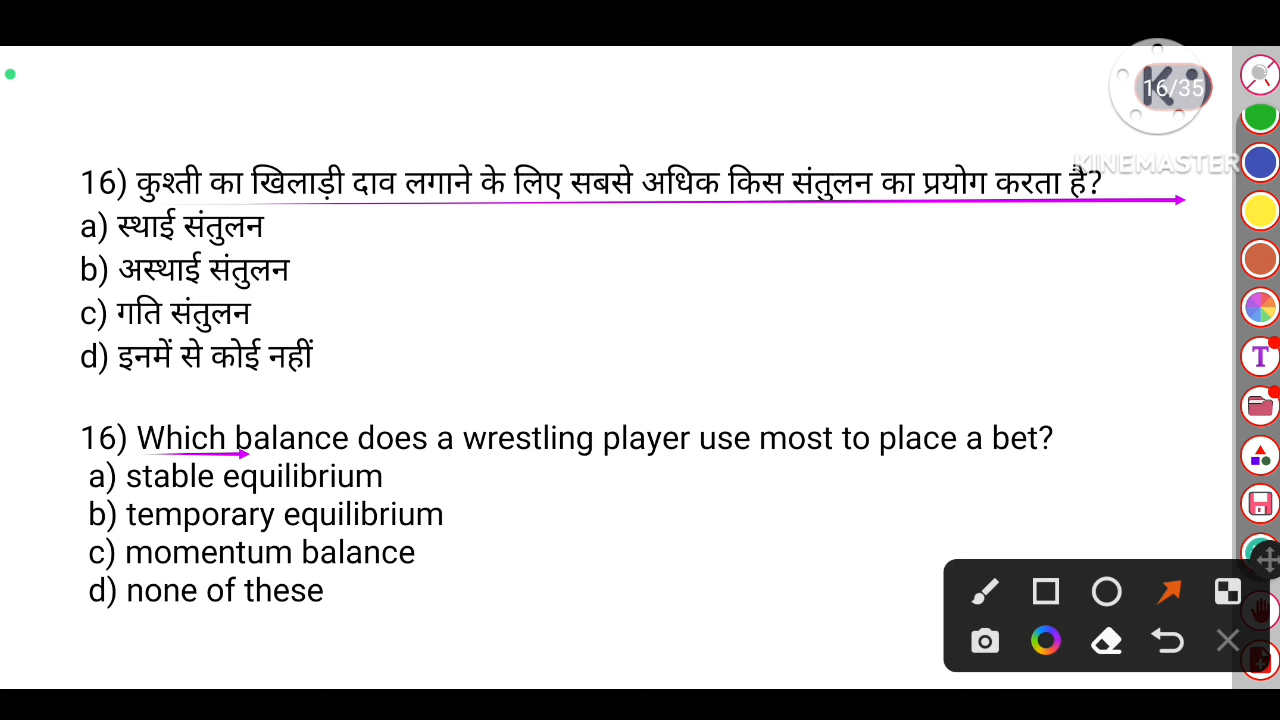 16/35
KINEMASTER
16) कुश्ती का खिलाड़ी दाव लगाने के लिए सबसे अधिक किस संतुलन का प्रयोग करता है?
a) स्थाई संतुलन
b) अस्थाई संतुलन
c) गति संतुलन
d) इनमें से कोई नहीं
16) Which balance does a wrestling player use most to place a bet?
a) stable equilibrium
b) temporary equilibrium
c) momentum balance
d) none of these
T